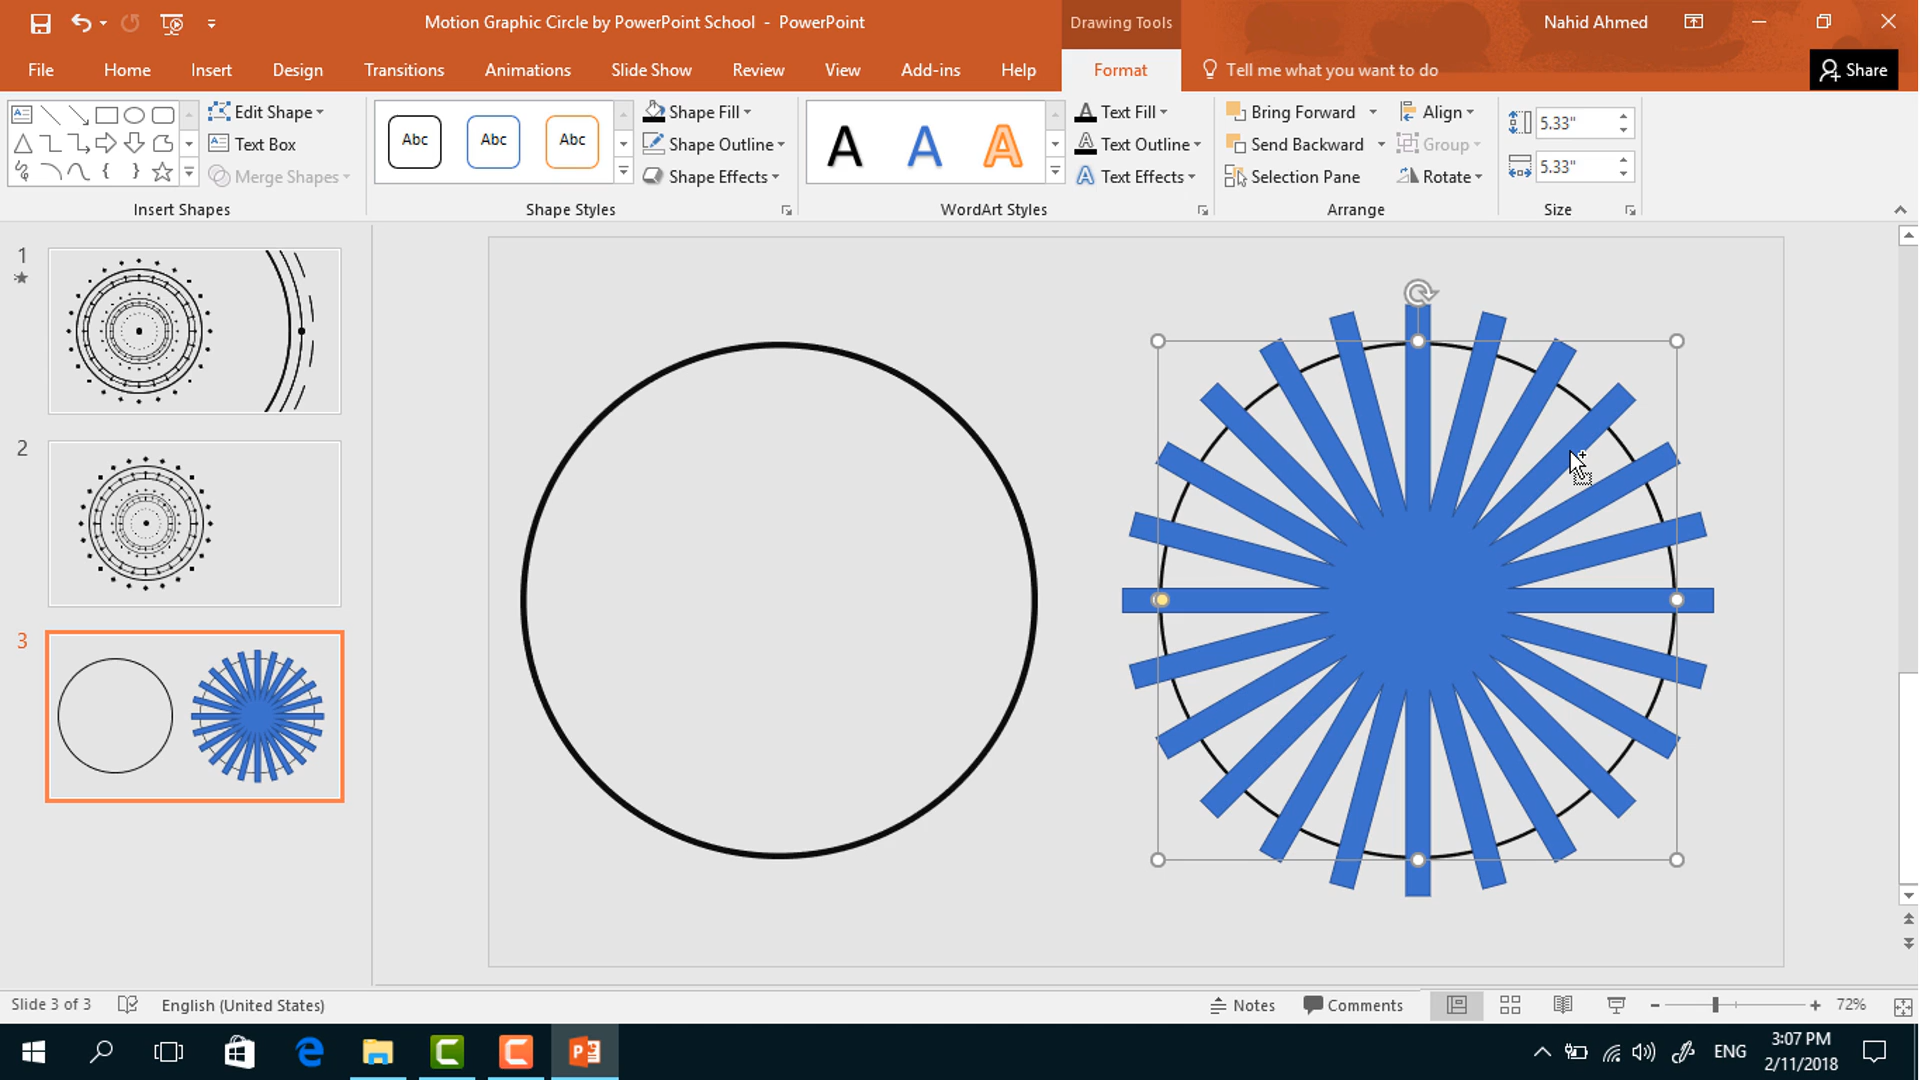 Motion Graphic Circle by PowerPoint School - PowerPoint
Drawing Tools
Nahid Ahmed
File Home Insert Design Transitions Animations Slide Show Review View Add-ins Help Format Tell me what you want to do Share
Edit Shape
Text Box
Merge Shapes
Insert Shapes
Abc Abc Abc
Shape Fill
Shape Outline
Shape Effects
Shape Styles
A A A
Text Fill
Text Outline
Text Effects
WordArt Styles
Bring Forward
Send Backward
Selection Pane
Align
Group
Rotate
Arrange
5.33"
5.33"
Size
1
2
3
Slide 3 of 3 English (United States) Notes Comments 72%
ENG
3:07 PM
2/11/2018